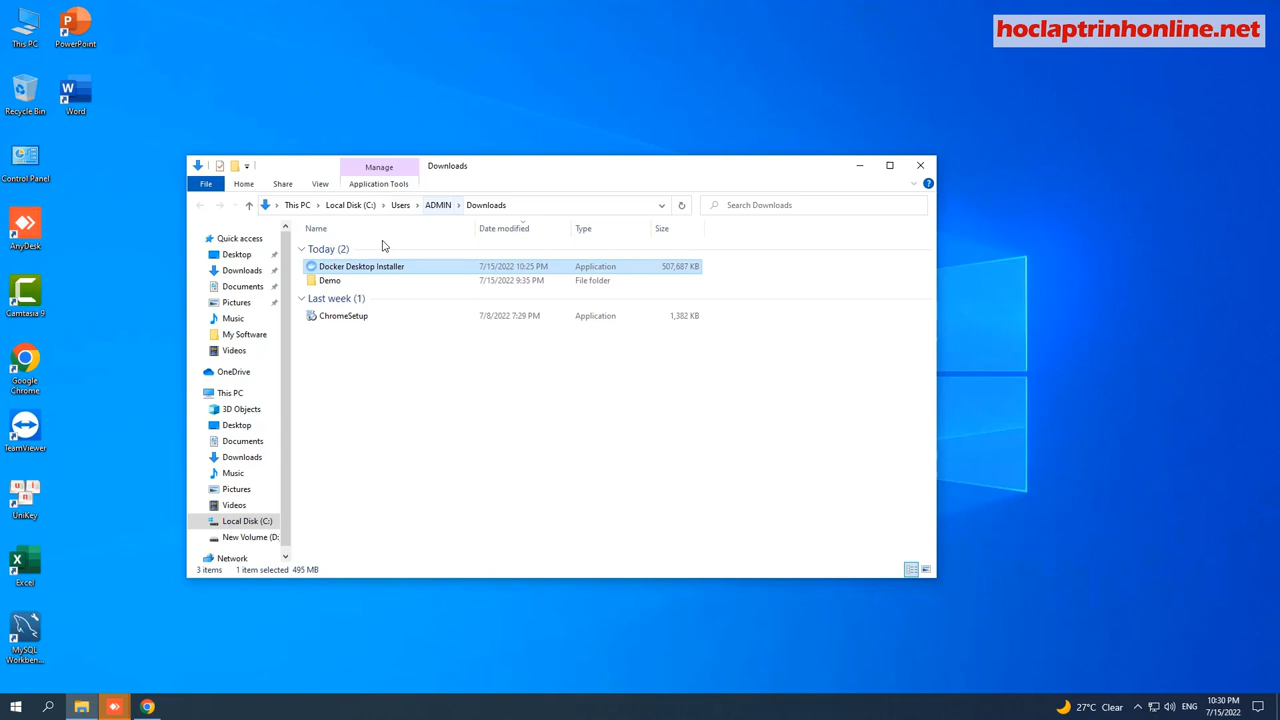 hoclaptrinhonline.net
This PC
PowerPoint
Recycle Bin
Word
Control Panel
AnyDesk
Camtasia 9
Google
Chrome
TeamViewer
UniKey
Excel
MySQL
Workben...
Manage
Downloads
File
Home
Share
View
Application Tools
This PC > Local Disk (C:) > Users > ADMIN > Downloads
Search Downloads
Name
Date modified
Type
Size
Quick access
Desktop
Downloads
Documents
Pictures
Music
My Software
Videos
OneDrive
This PC
3D Objects
Desktop
Documents
Downloads
Music
Pictures
Videos
Local Disk (C:)
New Volume (D:
Network
Today (2)
Docker Desktop Installer 7/15/2022 10:25 PM Application 507,687 KB
Demo 7/15/2022 9:35 PM File folder
Last week (1)
ChromeSetup 7/8/2022 7:29 PM Application 1,382 KB
3 items 1 item selected 495 MB
27°C Clear
ENG
10:30 PM
7/15/2022